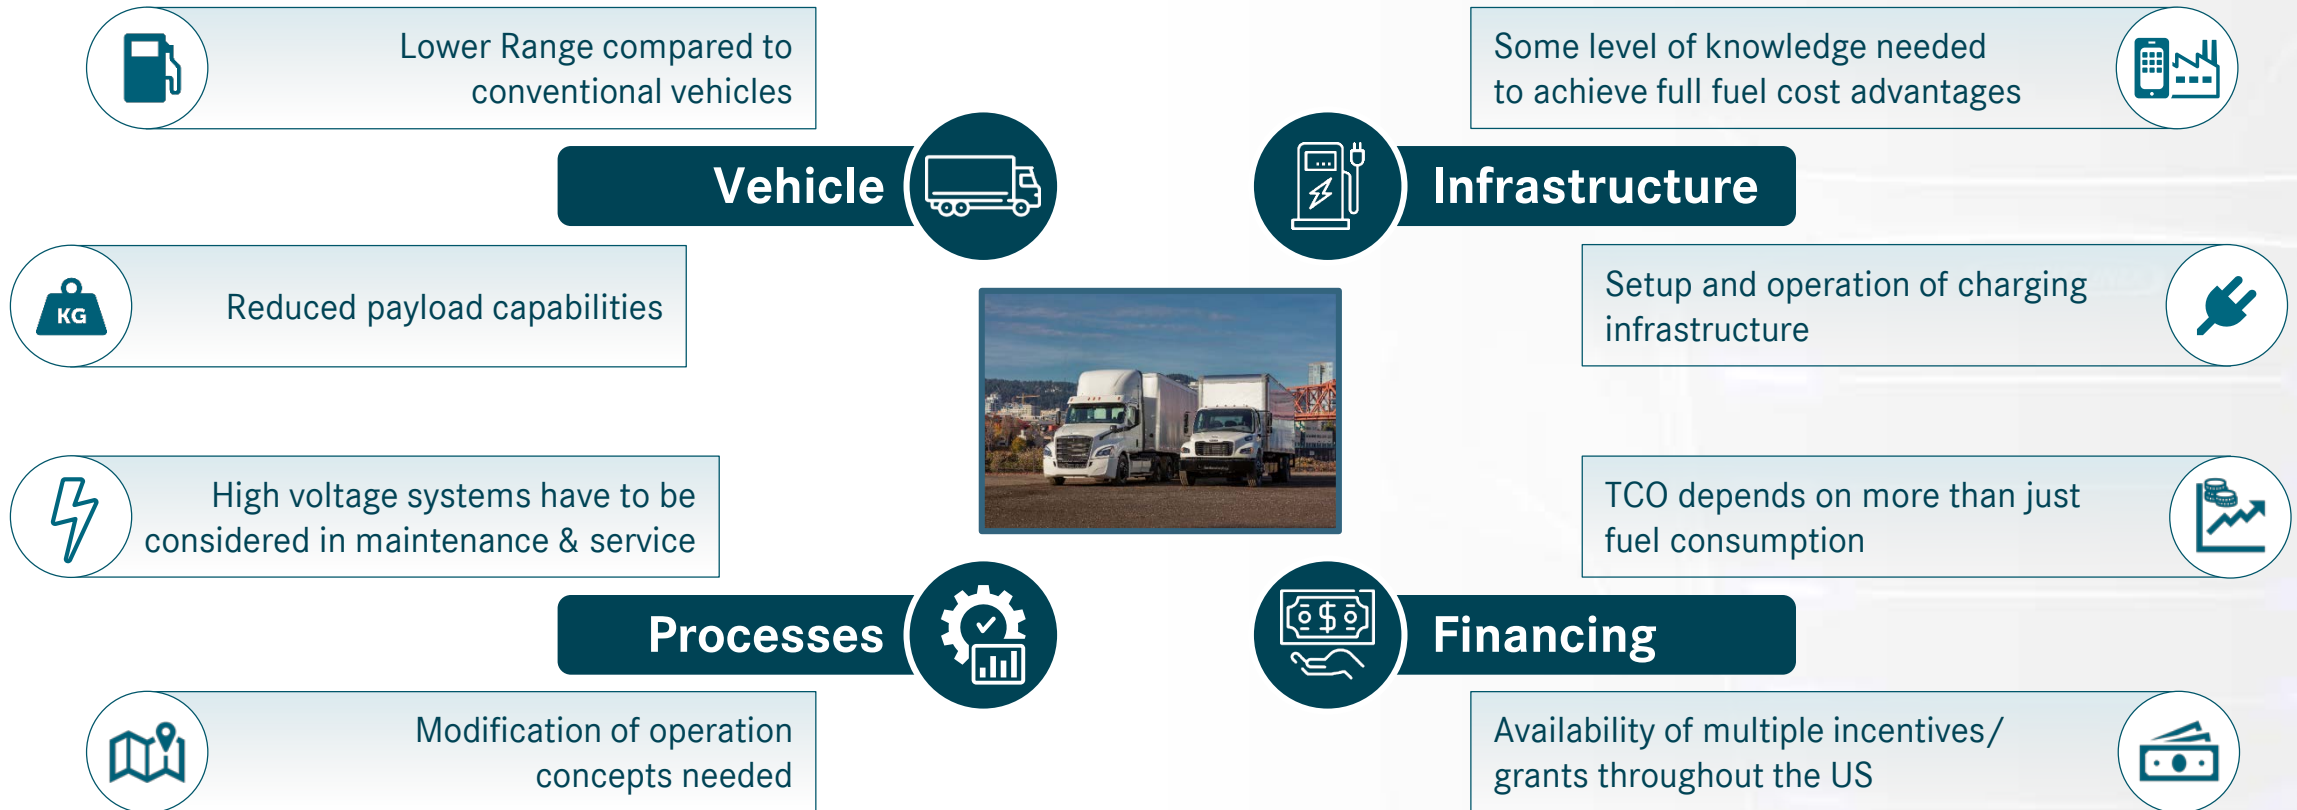 Lower Range compared to
conventional vehicles
Vehicle
KG
Reduced payload capabilities
Some level of knowledge needed
to achieve full fuel cost advantages
Infrastructure
Setup and operation of charging
infrastructure
High voltage systems have to be
considered in maintenance & service
Processes
Modification of operation
concepts needed
TCO depends on more than just
fuel consumption
$
Financing
Availability of multiple incentives/
grants throughout the US